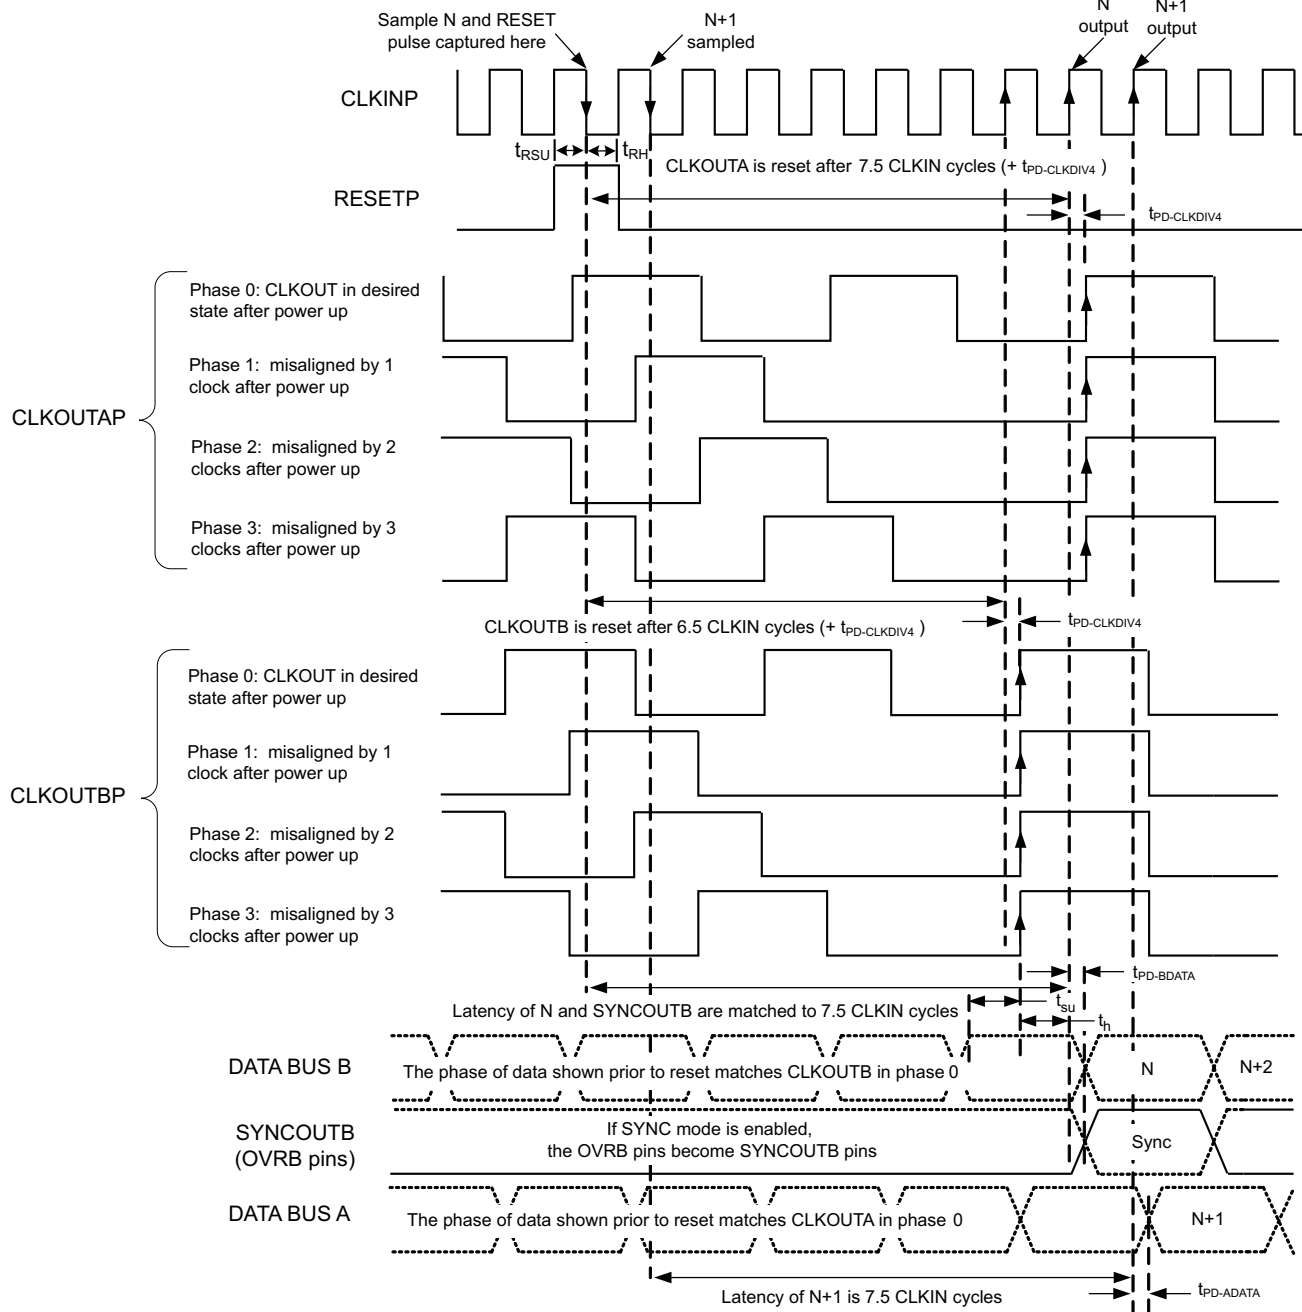 Sample N and RESET
pulse captured here
N+1
sampled
N
output
N+1
output
CLKINP
tRSU
tRH
CLKOUTA is reset after 7.5 CLKIN cycles (+ tPD-CLKDIV4 )
RESETP
tPD-CLKDIV4
CLKOUTAP
Phase 0: CLKOUT in desired
state after power up
Phase 1: misaligned by 1
clock after power up
Phase 2: misaligned by 2
clocks after power up
Phase 3: misaligned by 3
clocks after power up
CLKOUTB is reset after 6.5 CLKIN cycles (+ tPD-CLKDIV4 )
tPD-CLKDIV4
CLKOUTBP
Phase 0: CLKOUT in desired
state after power up
Phase 1: misaligned by 1
clock after power up
Phase 2: misaligned by 2
clocks after power up
Phase 3: misaligned by 3
clocks after power up
tPD-BDATA
Latency of N and SYNCOUTB are matched to 7.5 CLKIN cycles
tsu
th
DATA BUS B
The phase of data shown prior to reset matches CLKOUTB in phase 0
N
N+2
SYNCOUTB
(OVRB pins)
If SYNC mode is enabled,
the OVRB pins become SYNCOUTB pins
Sync
DATA BUS A
The phase of data shown prior to reset matches CLKOUTA in phase 0
N+1
Latency of N+1 is 7.5 CLKIN cycles
tPD-ADATA